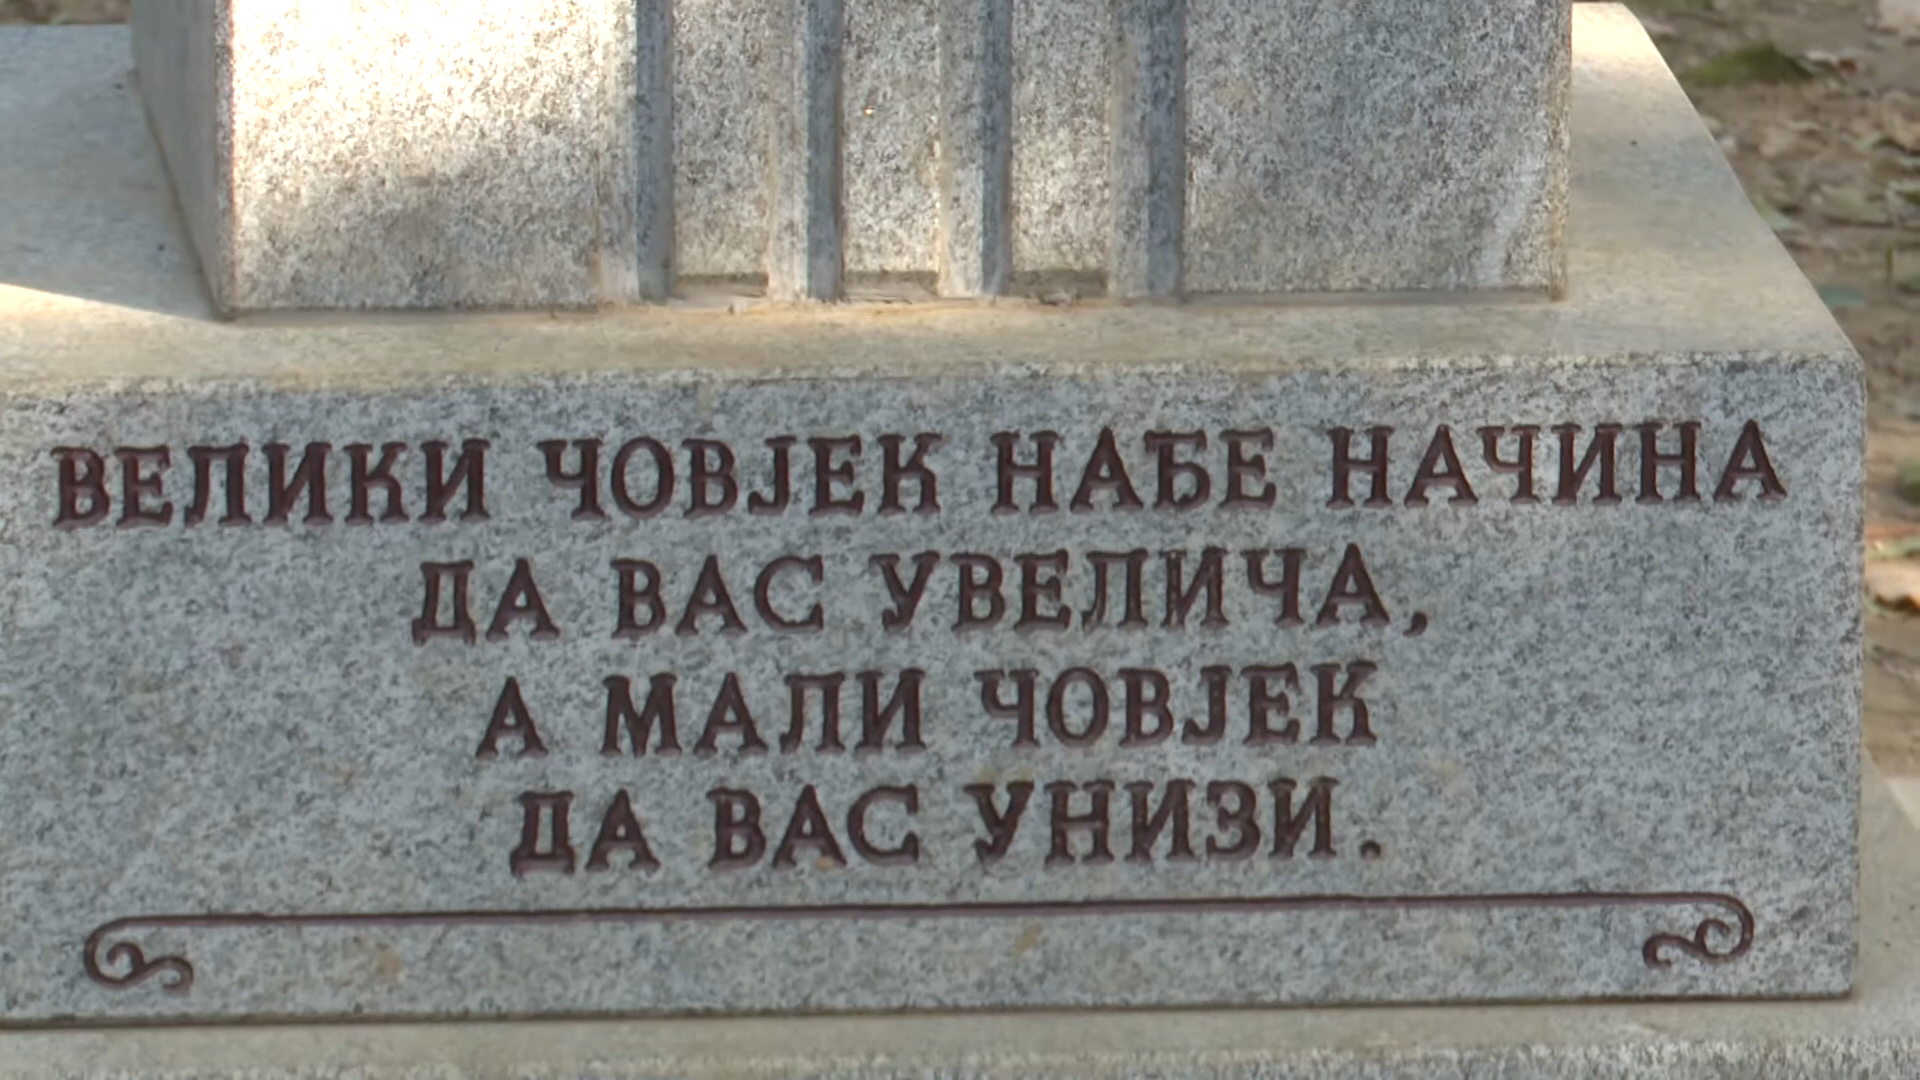 ВЕЛИКИ ЧОВЈЕК НАЂЕ НАЧИНА
ДА ВАС УВЕЛИЧА,
А МАЛИ ЧОВЈЕК
ДА ВАС УНИЗИ.